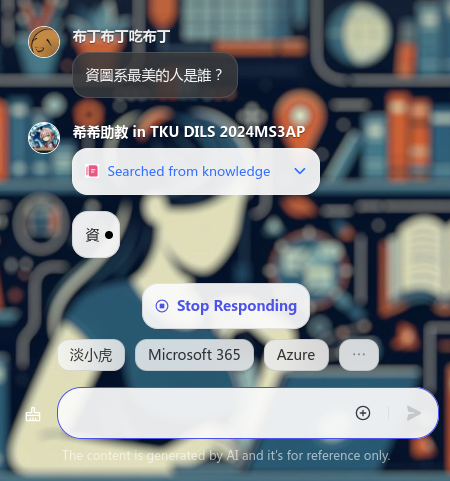 布丁布丁吃布丁
資圖系最美的人是誰？
希希助教 in TKU DILS 2024MS3AP
Searched from knowledge
資
Stop Responding
淡小虎
Microsoft 365
Azure
···
The content is generated by AI and it's for reference only.